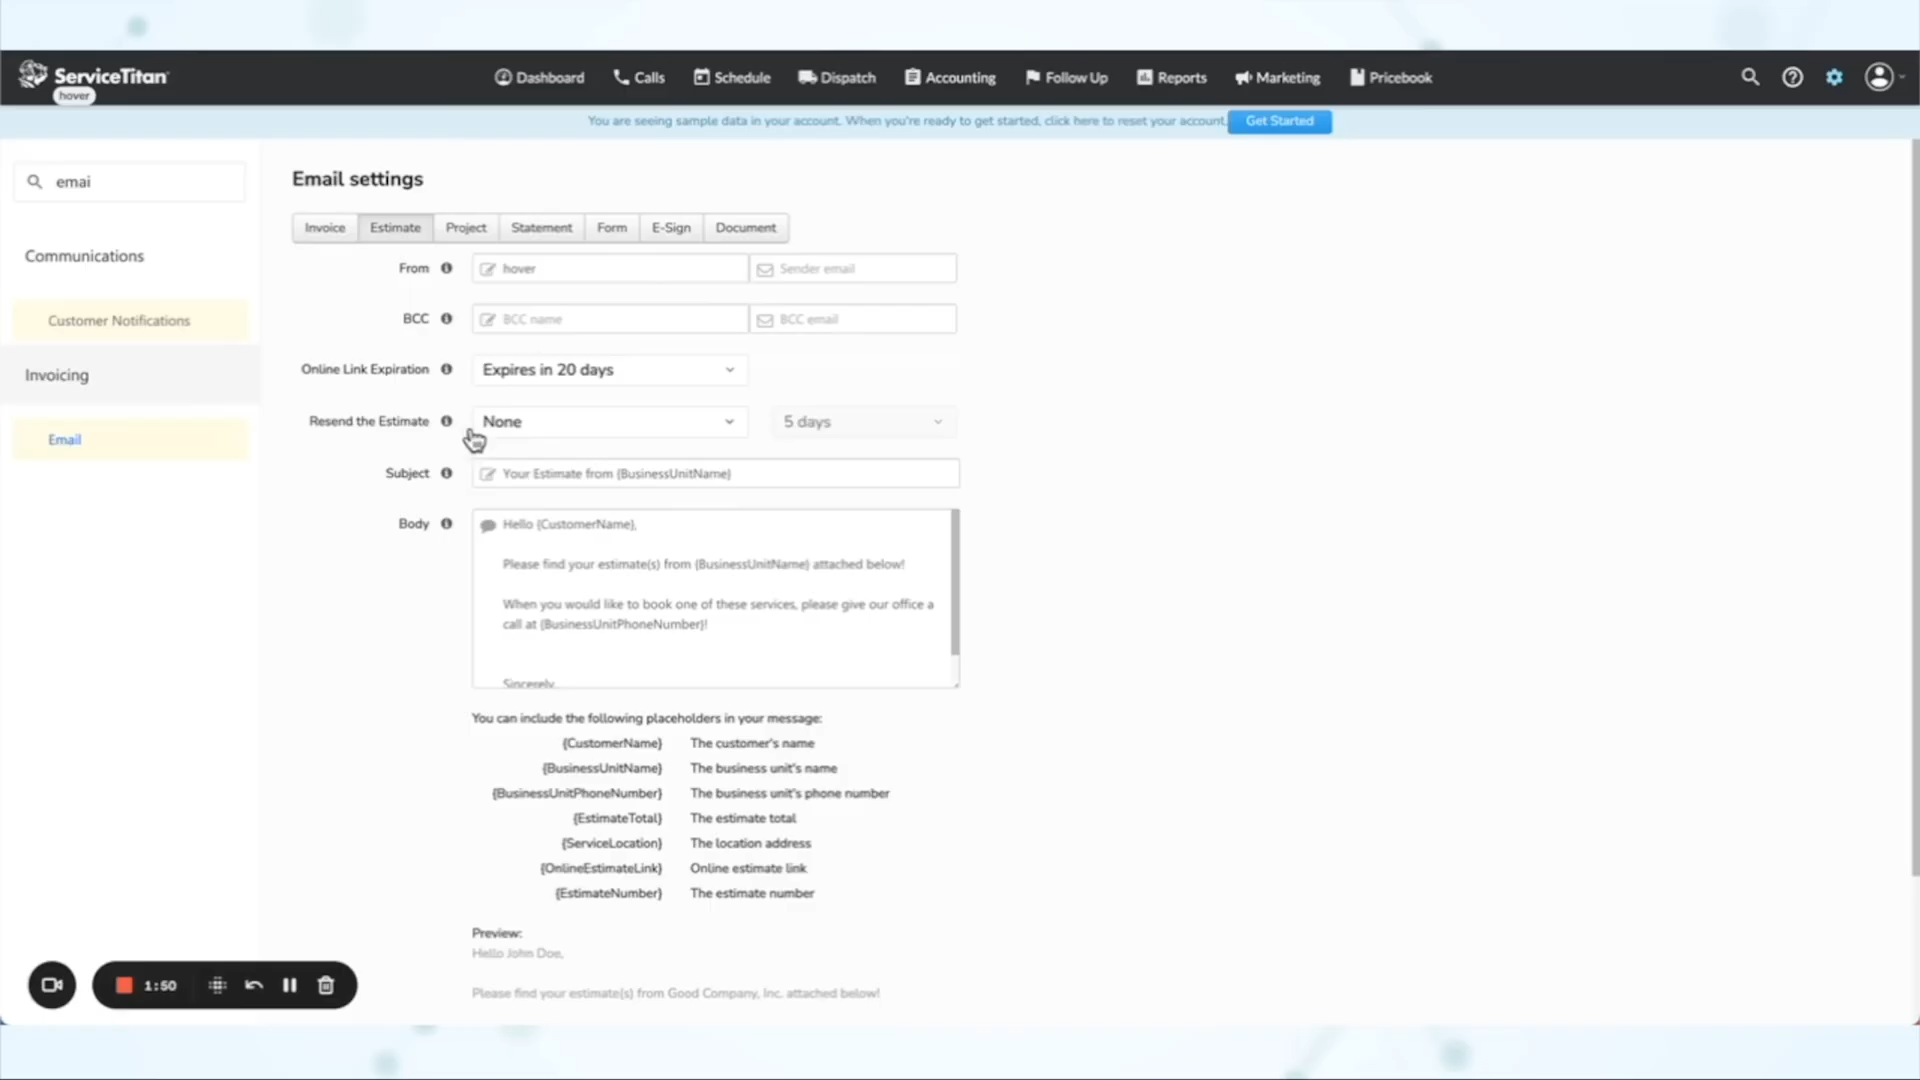 ServiceTitan
hover
Dashboard Calls Schedule Dispatch Accounting Follow Up Reports Marketing Pricebook
You are seeing sample data in your account. When you're ready to get started, click here to reset your account. Get Started
emai
Communications
Customer Notifications
Invoicing
Email
Email settings
Invoice Estimate Project Statement Form E-Sign Document
From hover Sender email
BCC BCC name BCC email
Online Link Expiration Expires in 20 days
Resend the Estimate None 5 days
Subject Your Estimate from {BusinessUnitName}
Body Hello {CustomerName},
Please find your estimate(s) from {BusinessUnitName} attached below!
When you would like to book one of these services, please give our office a
call at {BusinessUnitPhoneNumber}!
Sincerely,
You can include the following placeholders in your message:
{CustomerName} The customer's name
{BusinessUnitName} The business unit's name
{BusinessUnitPhoneNumber} The business unit's phone number
{EstimateTotal} The estimate total
{ServiceLocation} The location address
{OnlineEstimateLink} Online estimate link
{EstimateNumber} The estimate number
Preview:
Hello John Doe,
Please find your estimate(s) from Good Company, Inc. attached below!
1:50